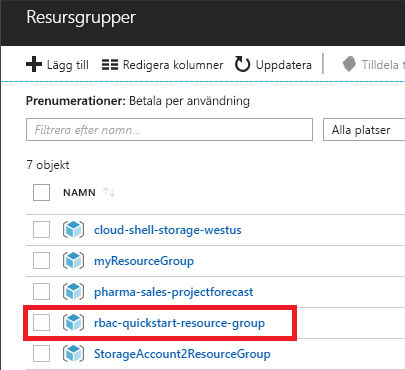 Resursgrupper
Lägg till Redigera kolumner Uppdatera Tilldela
Prenumerationer: Betala per användning
Filtrera efter namn... Alla platser
7 objekt
NAMN
cloud-shell-storage-westus
myResourceGroup
pharma-sales-projectforecast
rbac-quickstart-resource-group
StorageAccount2ResourceGroup